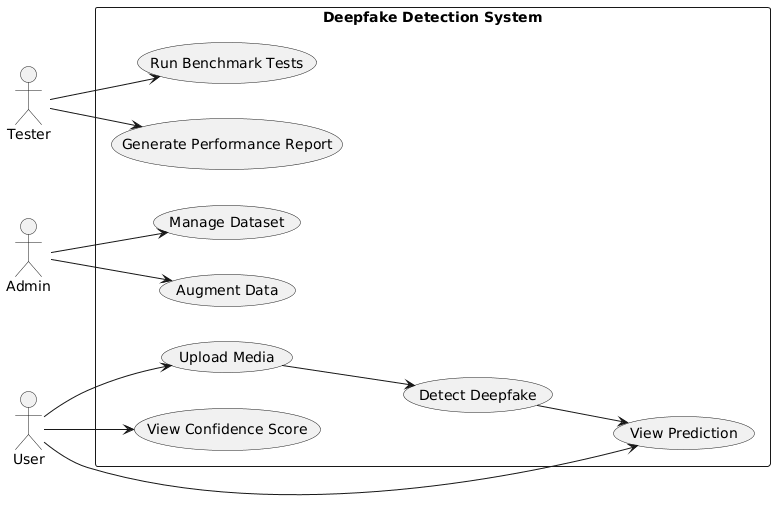 Deepfake Detection System
Run Benchmark Tests
Tester
Generate Performance Report
Manage Dataset
Admin
Augment Data
Upload Media
Detect Deepfake
View Confidence Score
View Prediction
User